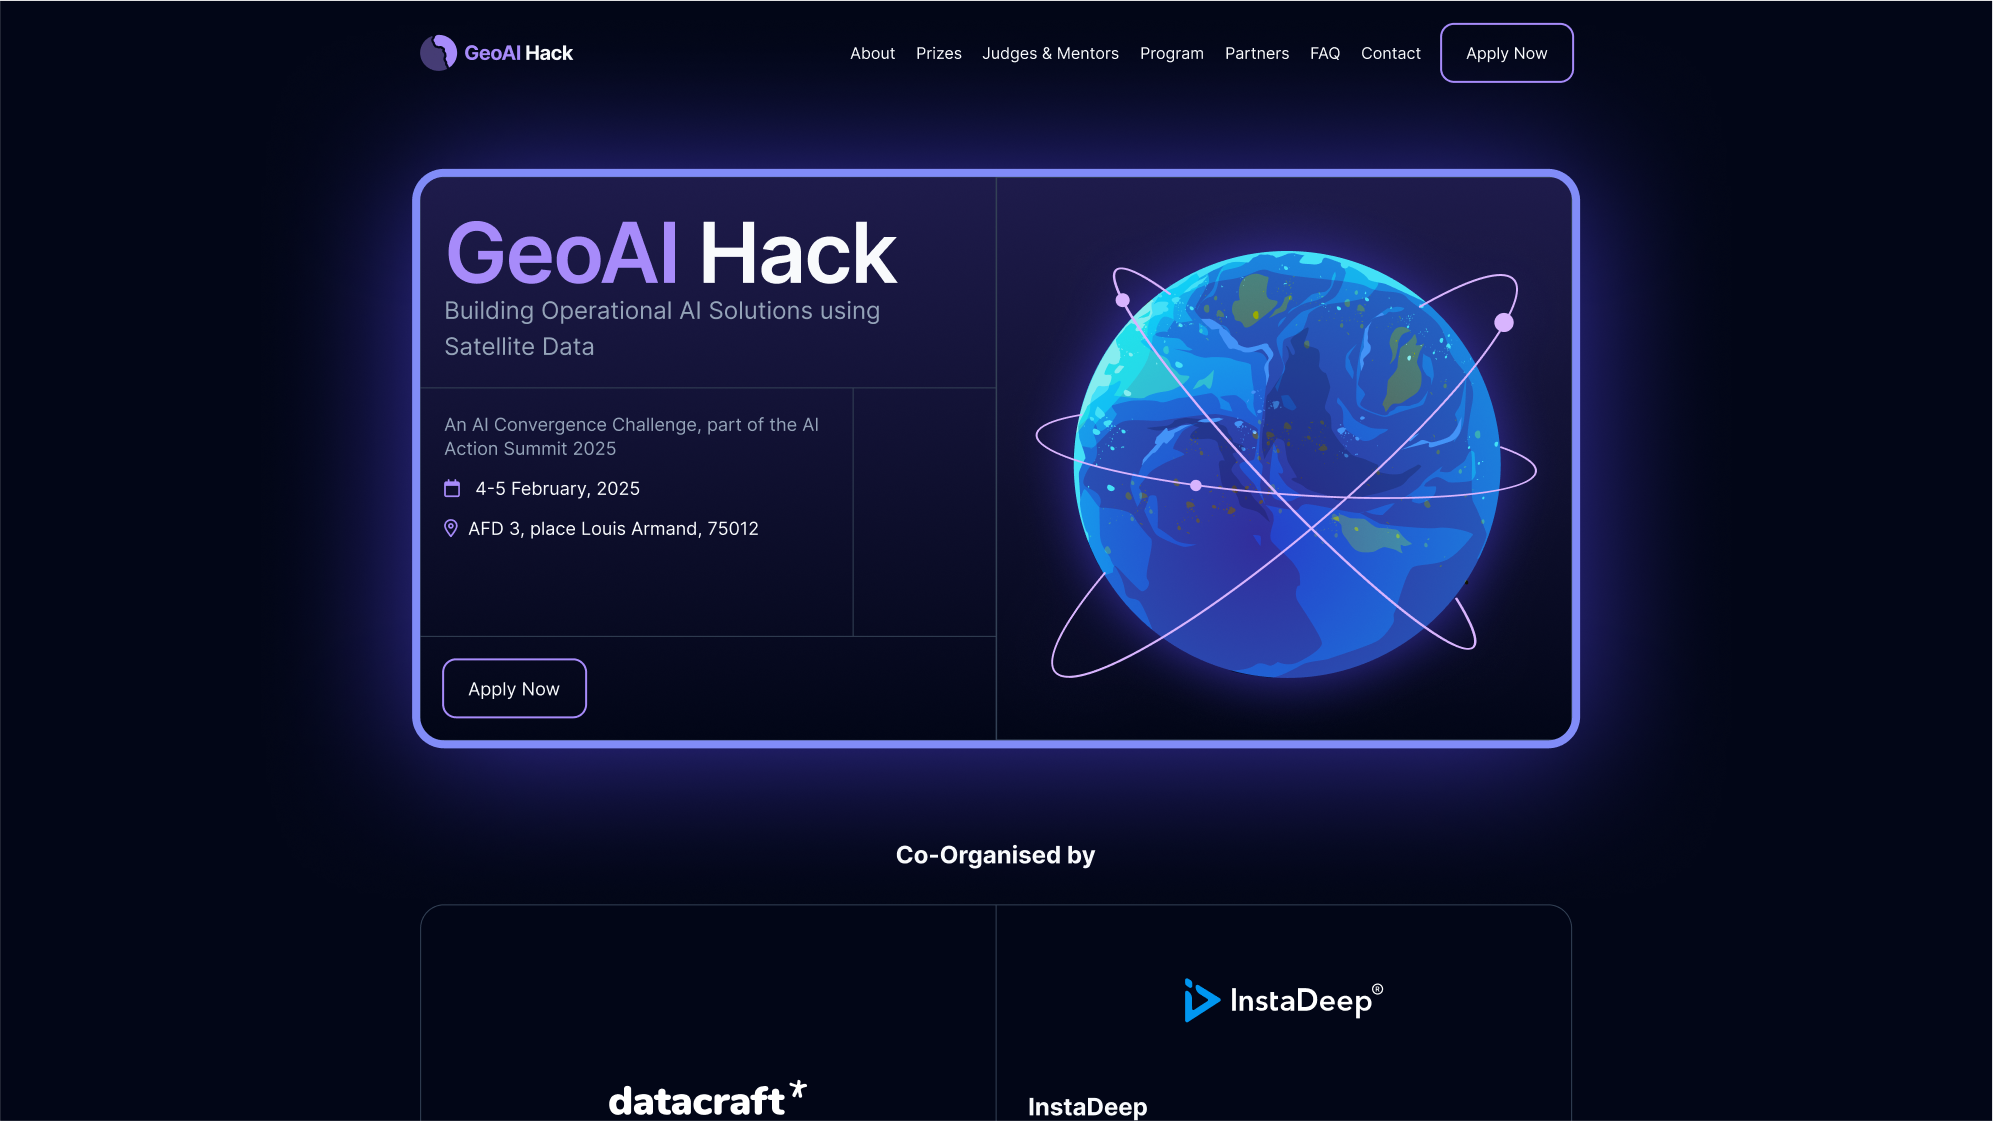 GeoAI Hack
About Prizes Judges & Mentors Program Partners FAQ Contact Apply Now
GeoAI Hack
Building Operational AI Solutions using
Satellite Data
An AI Convergence Challenge, part of the AI
Action Summit 2025
4-5 February, 2025
AFD 3, place Louis Armand, 75012
Apply Now
Co-Organised by
datacraft*
InstaDeep®
InstaDeep